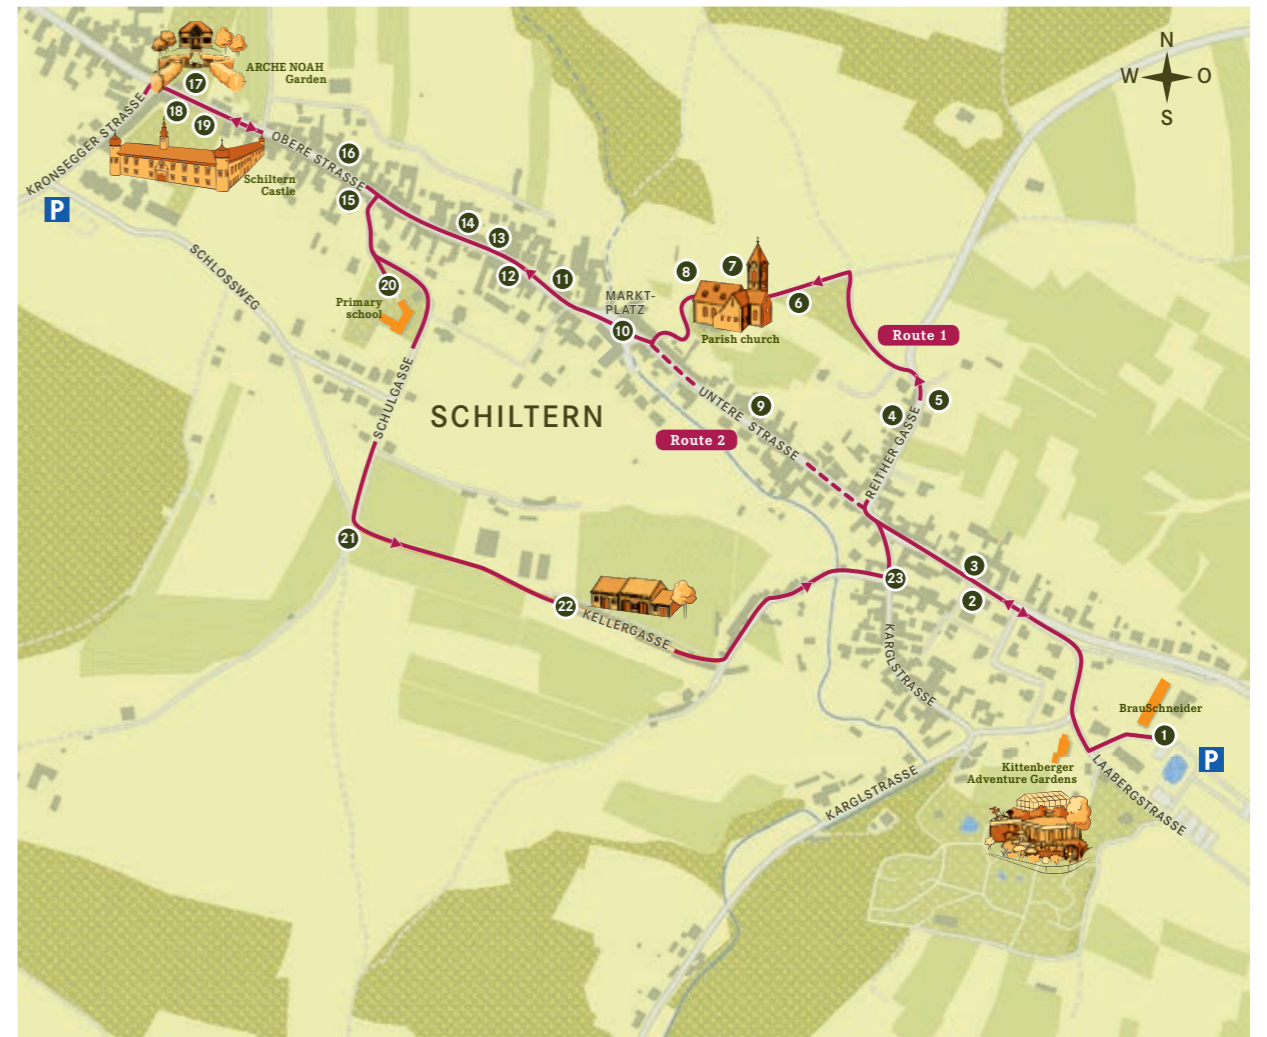 N
W O
S
ARCHE NOAH
Garden
17
18
19
KRONSEGGER STRASSE
OBERE STRASSE
Schiltern
Castle
P
16
15
14
13
12
11
SCHLOSSWEG
20
Primary
school
MARKT-
PLATZ
10
8
7
6
Parish church
Route 1
5
4
REITHER GASSE
9
UNTERE STRASSE
Route 2
SCHILTERN
SCHULGASSE
21
22
KELLERGASSE
23
3
2
KARGLSTRASSE
BrauSchneider
1
P
Kittenberger
Adventure Gardens
LAABERGSTRASSE
KARGLSTRASSE